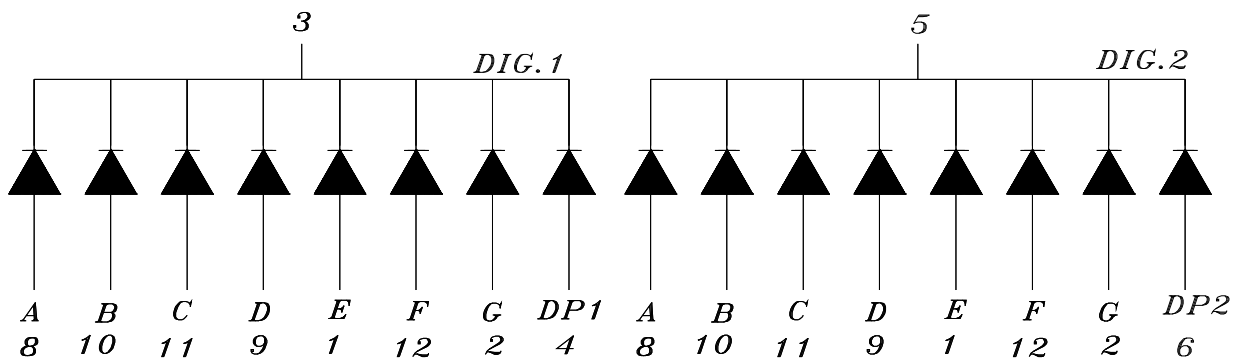 3 5
DIG.1 DIG.2
A B C D E F G DP1 A B C D E F G DP2
8 10 11 9 1 12 2 4 8 10 11 9 1 12 2 6